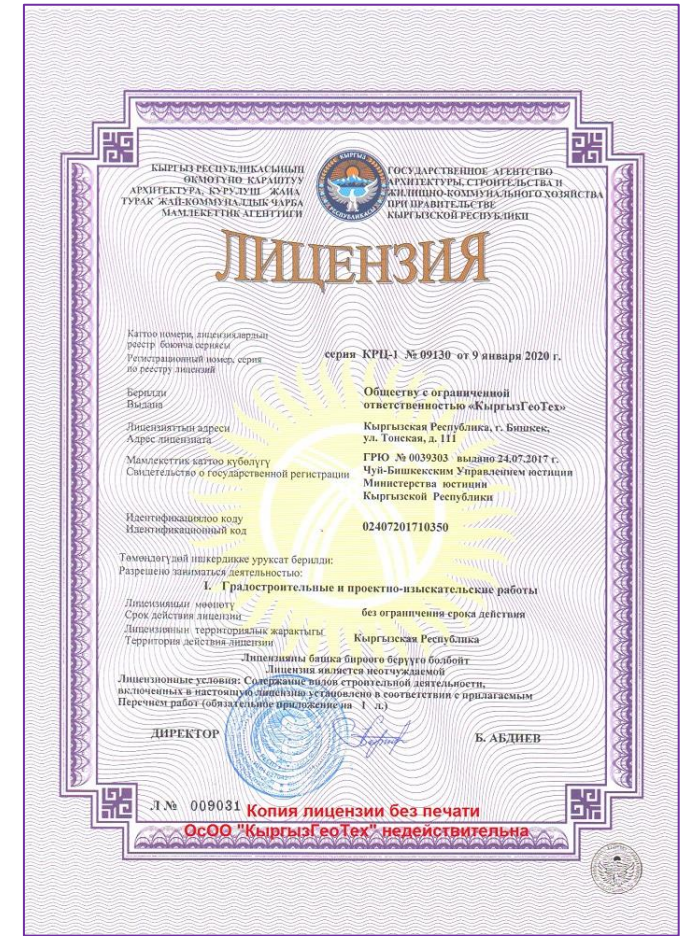 КЫРГЫЗ РЕСПУБЛИКАСЫНЫН
ӨКМӨТҮНӨ КАРАШТУУ
АРХИТЕКТУРА, КУРУЛУШ ЖАНА
ТУРАК ЖАЙ-КОММУНАЛДЫК ЧАРБА
МАМЛЕКЕТТИК АГЕНТТИГИ
ГОСУДАРСТВЕННОЕ АГЕНТСТВО
АРХИТЕКТУРЫ, СТРОИТЕЛЬСТВА И
ЖИЛИЩНО-КОММУНАЛЬНОГО ХОЗЯЙСТВА
ПРИ ПРАВИТЕЛЬСТВЕ
КЫРГЫЗСКОЙ РЕСПУБЛИКИ
ЛИЦЕНЗИЯ
Каттоо номери, лицензиялардын
реестр боюнча сериясы
Регистрационный номер, серия
по реестру лицензий
серия КРЦ-1 № 09130 от 9 января 2020 г.
Берилди
Выдана
Обществу с ограниченной
ответственностью «КыргызГеоТех»
Лицензиаттын адреси
Адрес лицензиата
Кыргызская Республика, г. Бишкек,
ул. Тонская, д. 111
Мамлекеттик каттоо күбөлүгү
Свидетельство о государственной регистрации
ГРЮ № 0039303 выдано 24.07.2017 г.
Чуй-Бишкекским Управлением юстиции
Министерства юстиции
Кыргызской Республики
Идентификациялоо коду
Идентификационный код
02407201710350
Төмөндөгүдөй ишкердикке уруксат берилди:
Разрешено заниматься деятельностью:
I. Градостроительные и проектно-изыскательские работы
Лицензиянын мөөнөтү
Срок действия лицензии
без ограничения срока действия
Лицензиянын территориялык жарактыгы
Территория действия лицензии
Кыргызская Республика
Лицензияны башка бирөөгө берүүгө болбойт
Лицензия является неотчуждаемой
Лицензионные условия: Содержание видов строительной деятельности,
включенных в настоящую лицензию установлено в соответствии с прилагаемым
Перечнем работ (обязательное приложение на 1 л.)
ДИРЕКТОР
Б. АБДИЕВ
Л № 009031
Копия лицензии без печати
ОсОО "КыргызГеоТех" недействительна